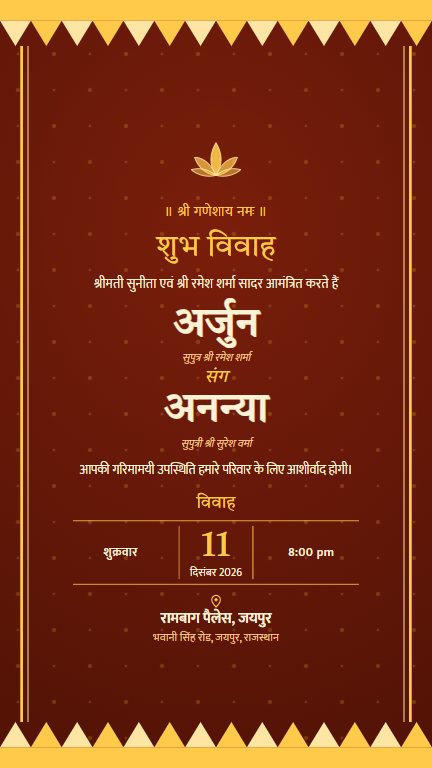 ॥ श्री गणेशाय नमः ॥
शुभ विवाह
श्रीमती सुनीता एवं श्री रमेश शर्मा सादर आमंत्रित करते हैं
अर्जुन
सुपुत्र श्री रमेश शर्मा
संग
अनन्या
सुपुत्री श्री सुरेश वर्मा
आपकी गरिमामयी उपस्थिति हमारे परिवार के लिए आशीर्वाद होगी।
विवाह
शुक्रवार
11
दिसंबर 2026
8:00 pm
रामबाग पैलेस, जयपुर
भवानी सिंह रोड, जयपुर, राजस्थान